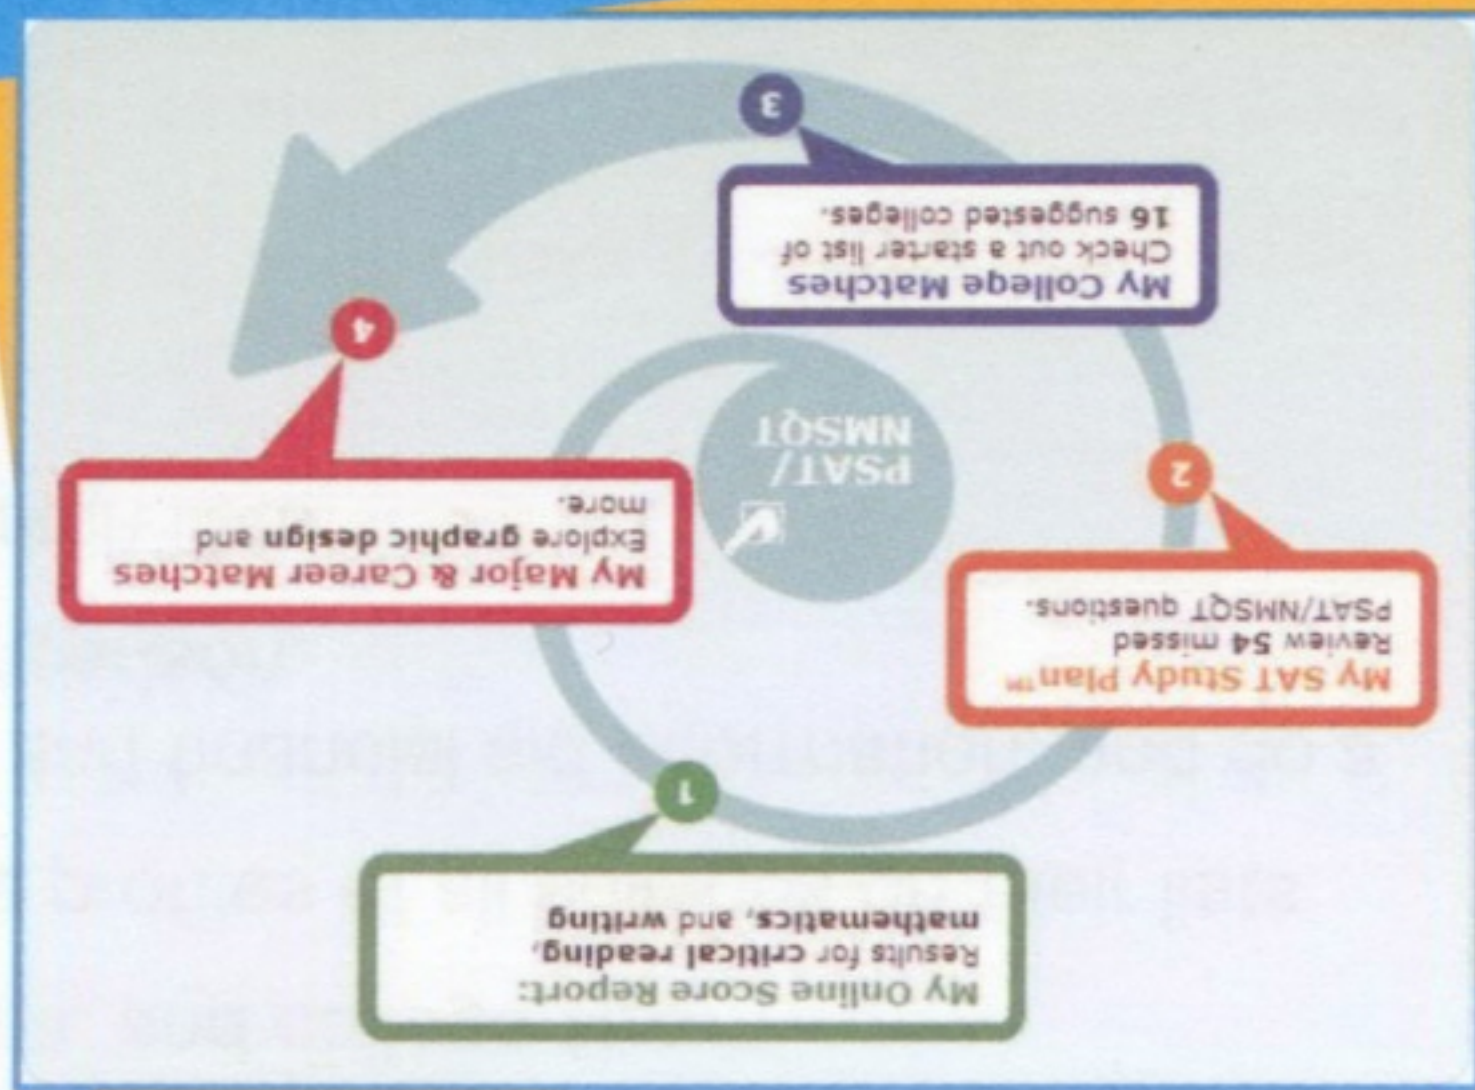 My Online Score Report:
Results for critical reading,
mathematics, and writing
1
My SAT Study Plan™
Review 54 missed
PSAT/NMSQT questions.
2
PSAT/
NMSQT
My Major & Career Matches
Explore graphic design and
more.
4
My College Matches
Check out a starter list of
16 suggested colleges.
3